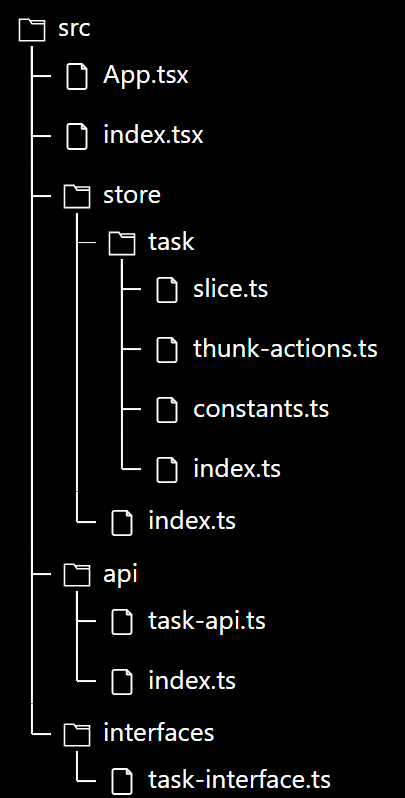 src
App.tsx
index.tsx
store
task
slice.ts
thunk-actions.ts
constants.ts
index.ts
index.ts
api
task-api.ts
index.ts
interfaces
task-interface.ts